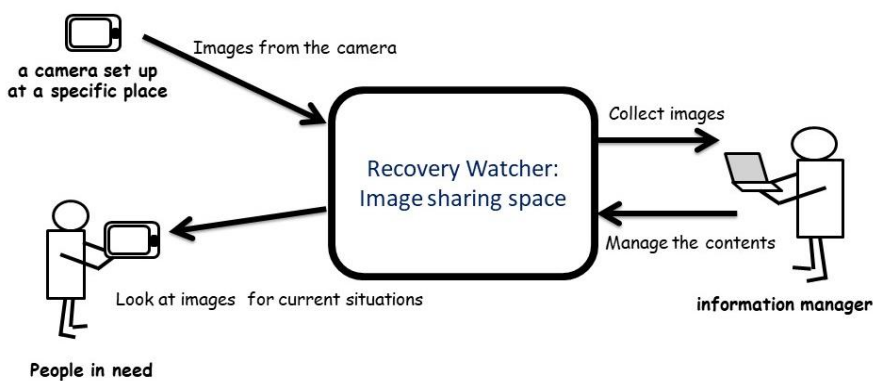 Images from the camera
a camera set up
at a specific place
Collect images
Recovery Watcher:
Image sharing space
Manage the contents
Look at images for current situations
information manager
People in need